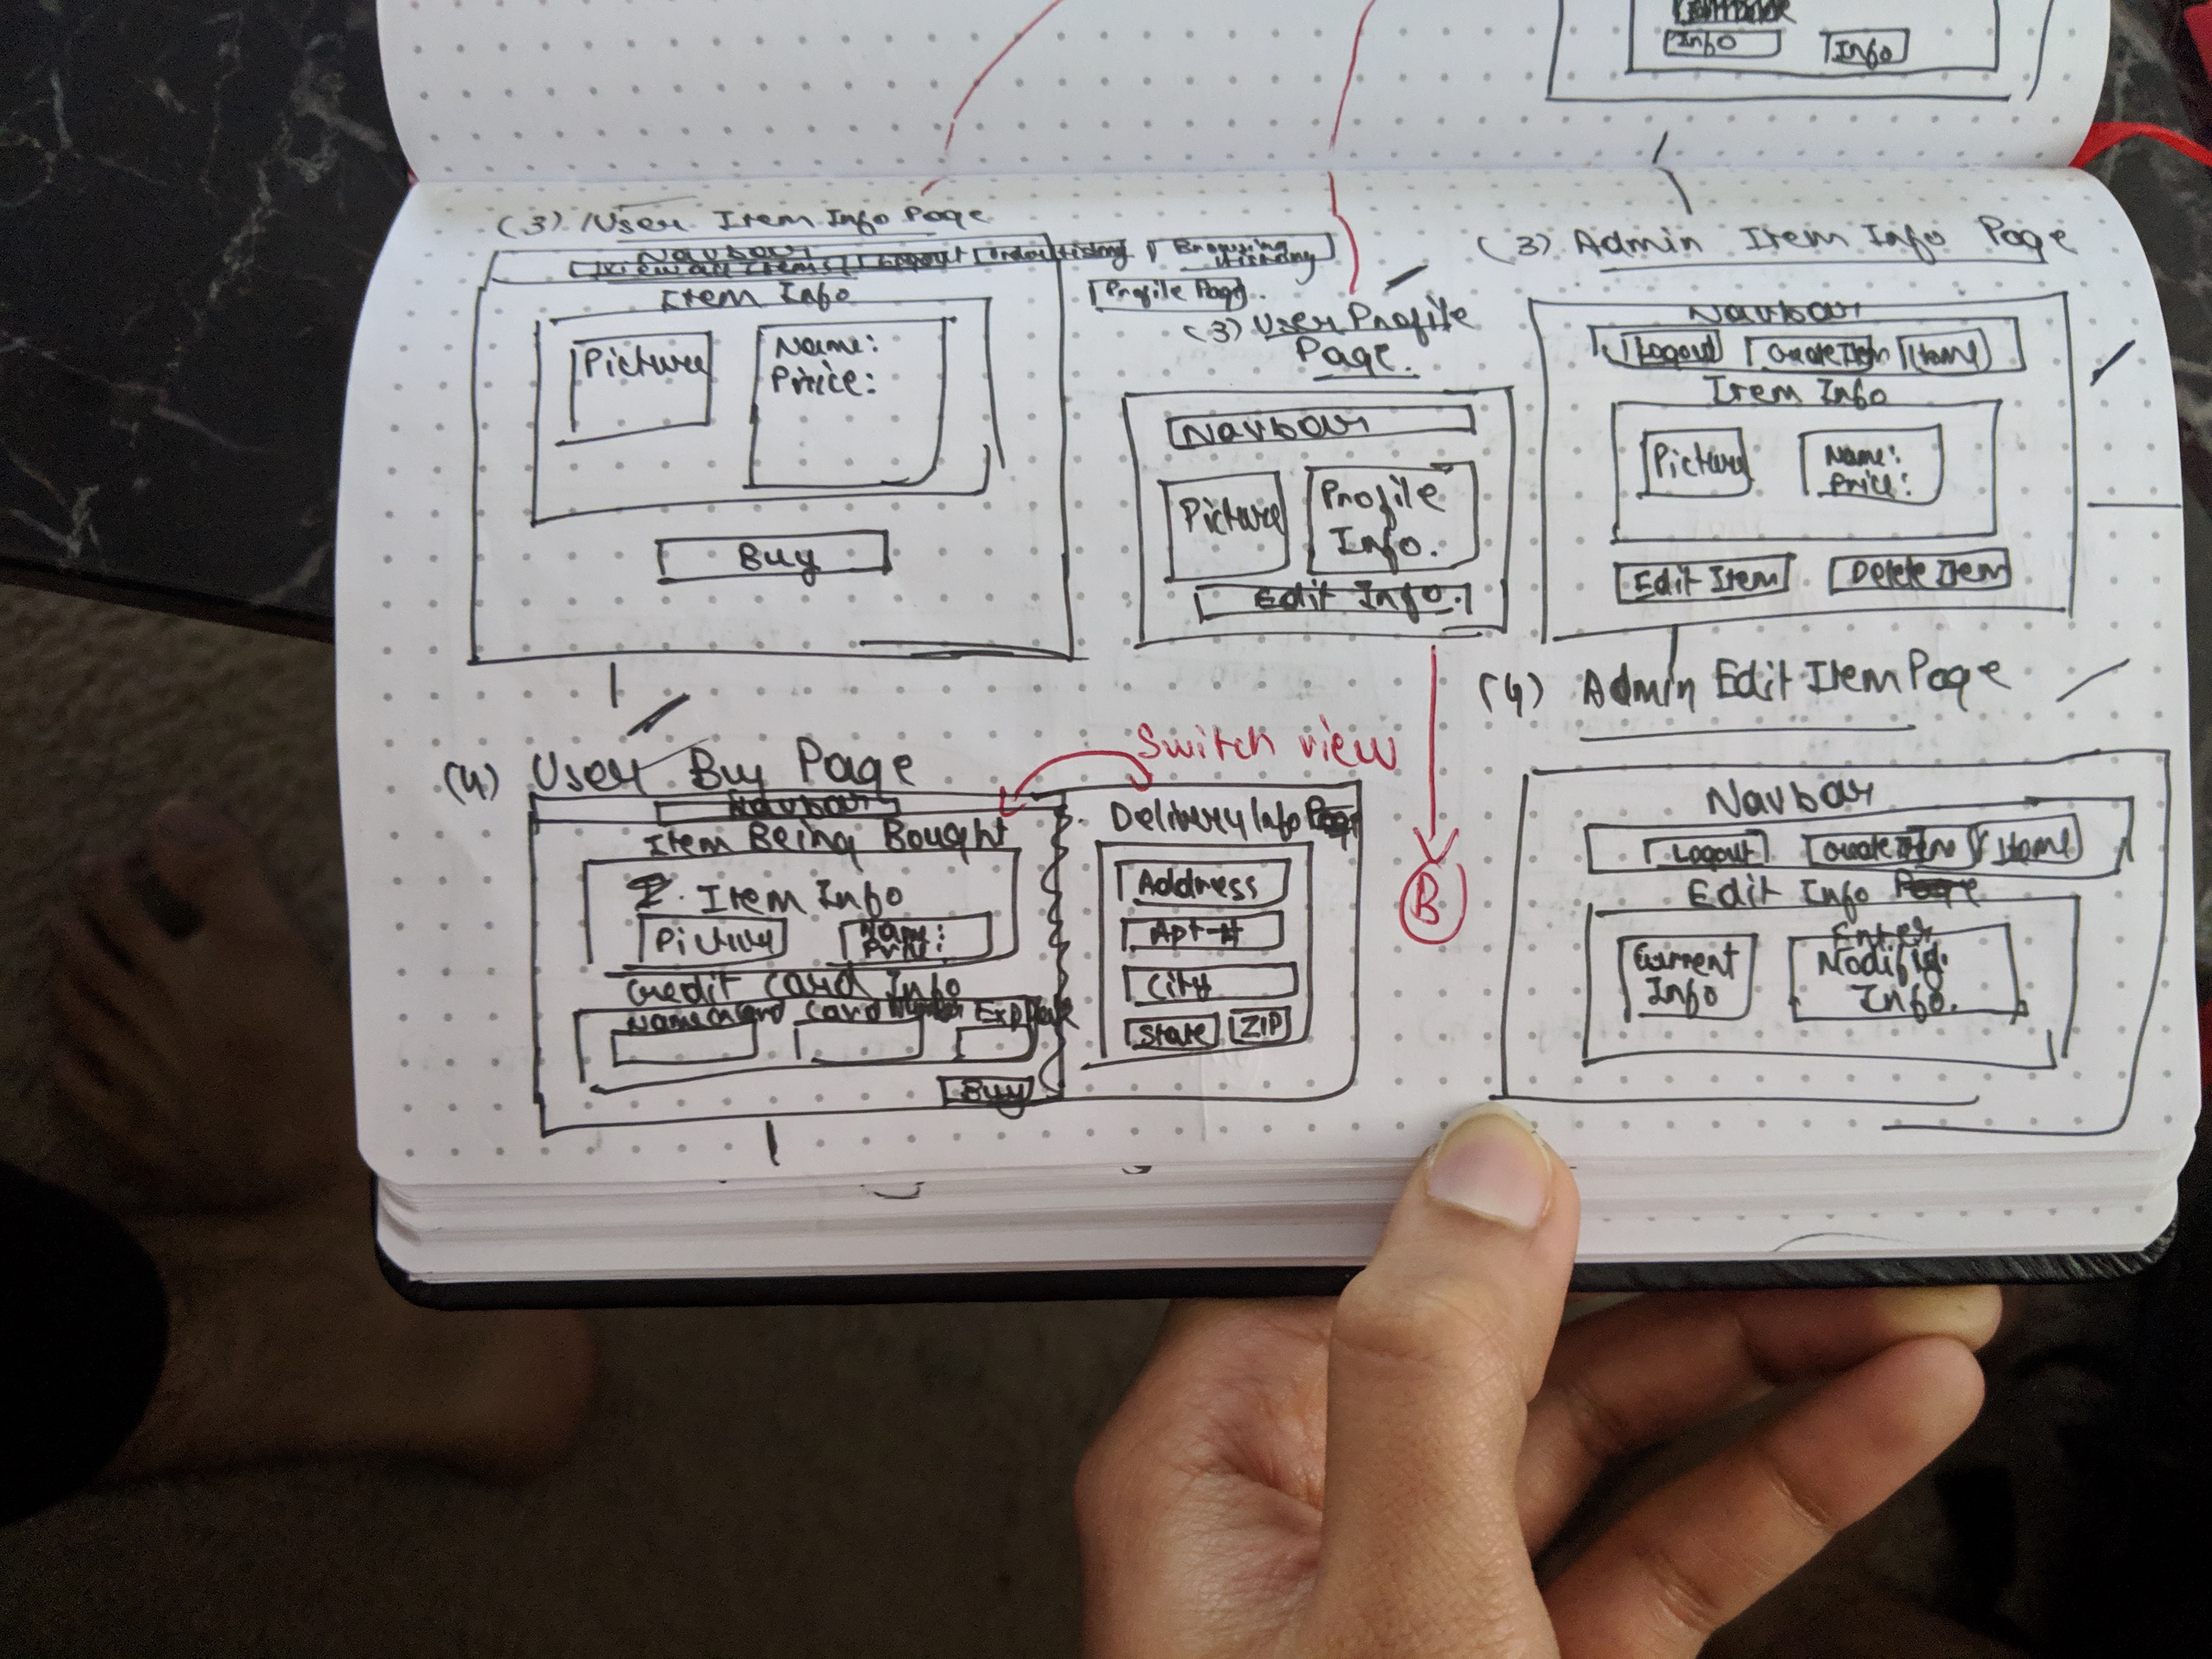 Info
Info
(3) User Item Info Page
Navbar
View all Items Logout Order History Browsing History
Profile Page.
Item Info
Picture
Name:
Price:
Buy
(3) User Profile
Page.
Navbar
Picture
Profile
Info.
Edit Info.
(3) Admin Item Info Page
Navbar
Logout Create Item Home
Item Info
Picture
Name:
Price:
Edit Item Delete Item
(4) User Buy Page
Switch view
Navbar
Item Being Bought
Item Info
Picture
Name:
Price:
Credit Card Info
Name on Card Card Number Exp Date
Buy
Delivery Info Page
Address
Apt #
City
State ZIP
B
(4) Admin Edit Item Page
Navbar
Logout Create Item Home
Edit Info
Current
Info
Enter
Modified
Info.